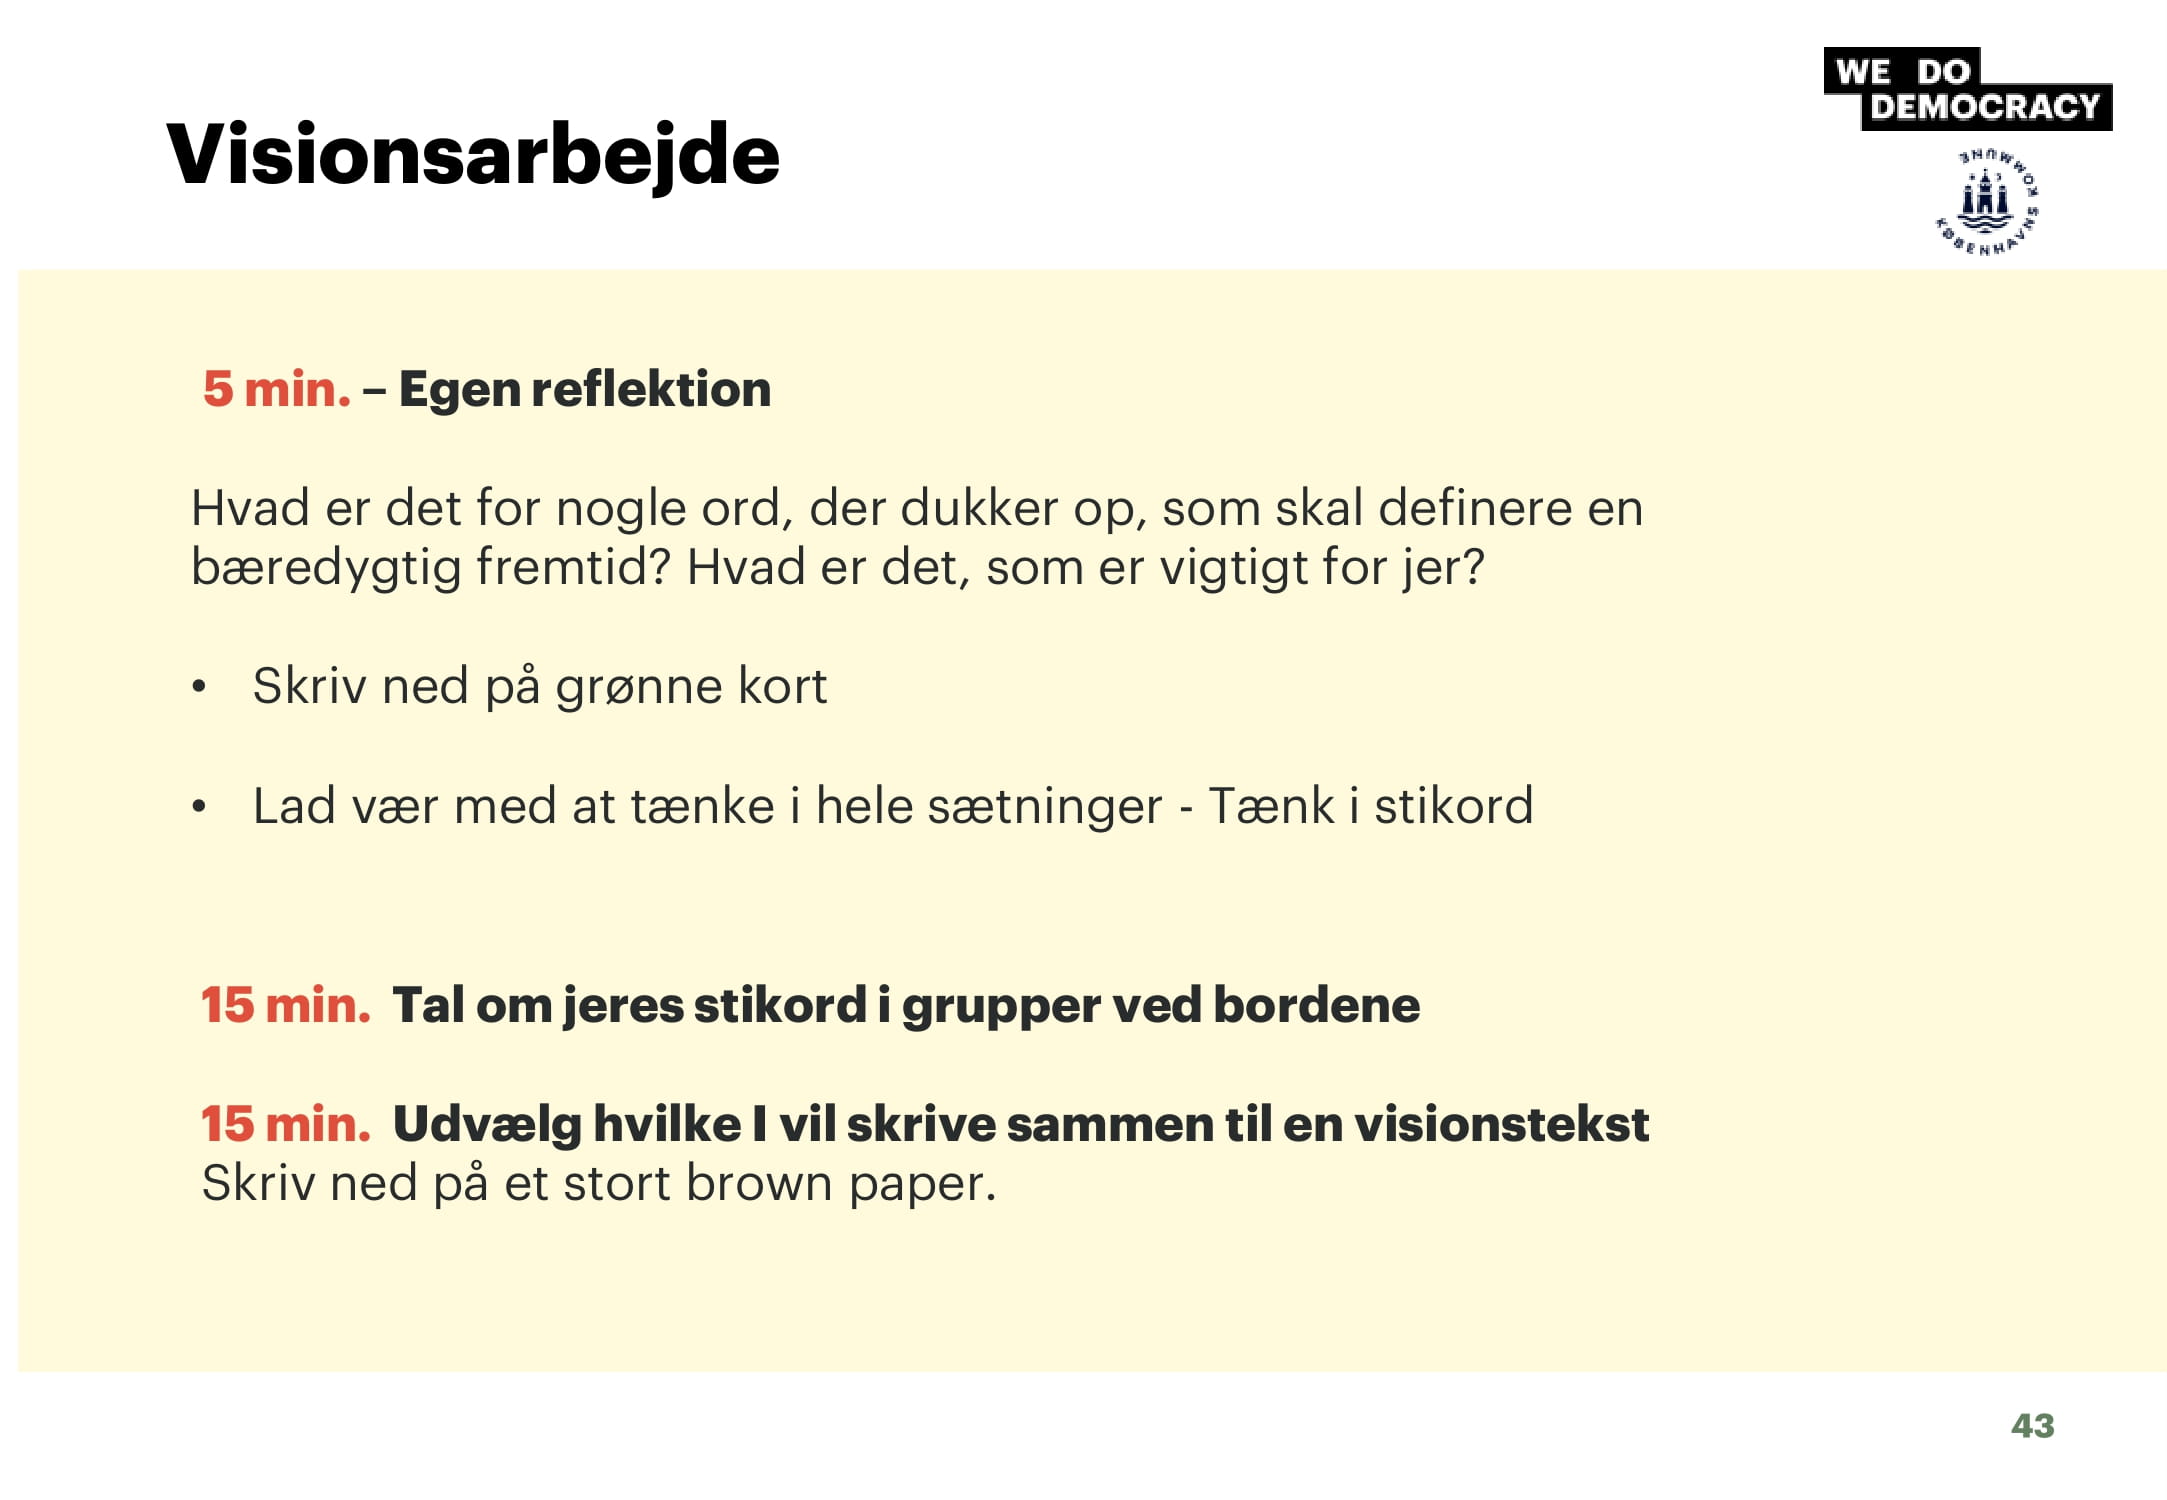 WE DO
DEMOCRACY
KØBENHAVNS KOMMUNE
Visionsarbejde
5 min. – Egen reflektion
Hvad er det for nogle ord, der dukker op, som skal definere en
bæredygtig fremtid? Hvad er det, som er vigtigt for jer?
• Skriv ned på grønne kort
• Lad vær med at tænke i hele sætninger - Tænk i stikord
15 min. Tal om jeres stikord i grupper ved bordene
15 min. Udvælg hvilke I vil skrive sammen til en visionstekst
Skriv ned på et stort brown paper.
43